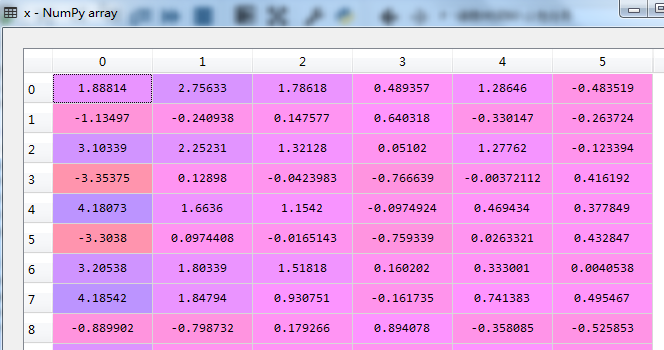 x - NumPy array
0 1 2 3 4 5
0 1.88814 2.75633 1.78618 0.489357 1.28646 -0.483519
1 -1.13497 -0.240938 0.147577 0.640318 -0.330147 -0.263724
2 3.10339 2.25231 1.32128 0.05102 1.27762 -0.123394
3 -3.35375 0.12898 -0.0423983 -0.766639 -0.00372112 0.416192
4 4.18073 1.6636 1.1542 -0.0974924 0.469434 0.377849
5 -3.3038 0.0974408 -0.0165143 -0.759339 0.0263321 0.432847
6 3.20538 1.80339 1.51818 0.160202 0.333001 0.0040538
7 4.18542 1.84794 0.930751 -0.161735 0.741383 0.495467
8 -0.889902 -0.798732 0.179266 0.894078 -0.358085 -0.525853